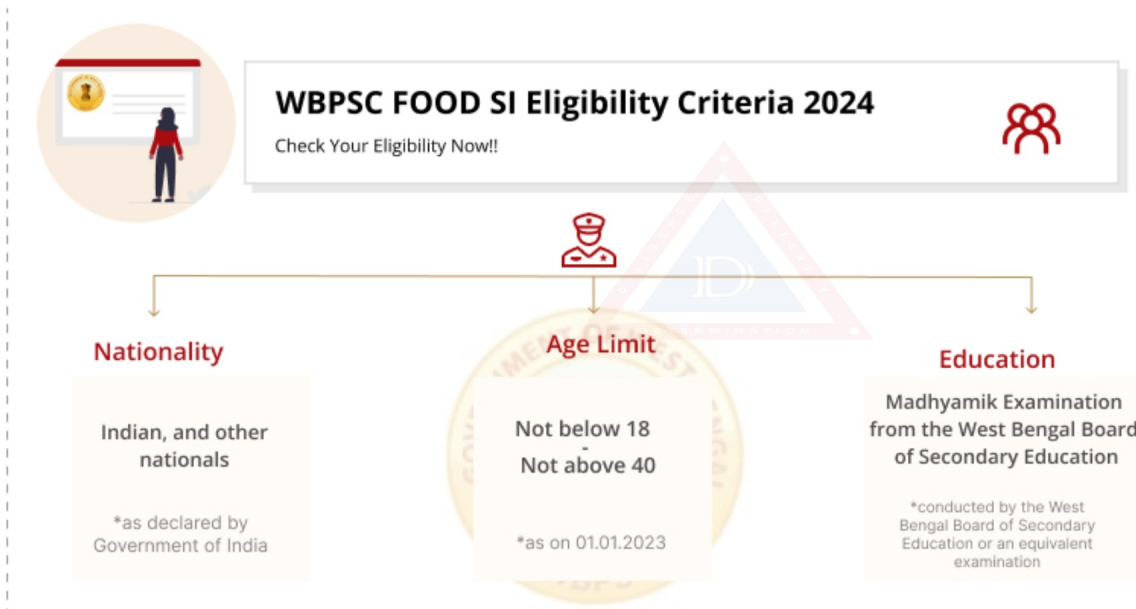 WBPSC FOOD SI Eligibility Criteria 2024
Check Your Eligibility Now!!
Nationality
Indian, and other
nationals
*as declared by
Government of India
Age Limit
Not below 18
-
Not above 40
*as on 01.01.2023
Education
Madhyamik Examination
from the West Bengal Board
of Secondary Education
*conducted by the West
Bengal Board of Secondary
Education or an equivalent
examination